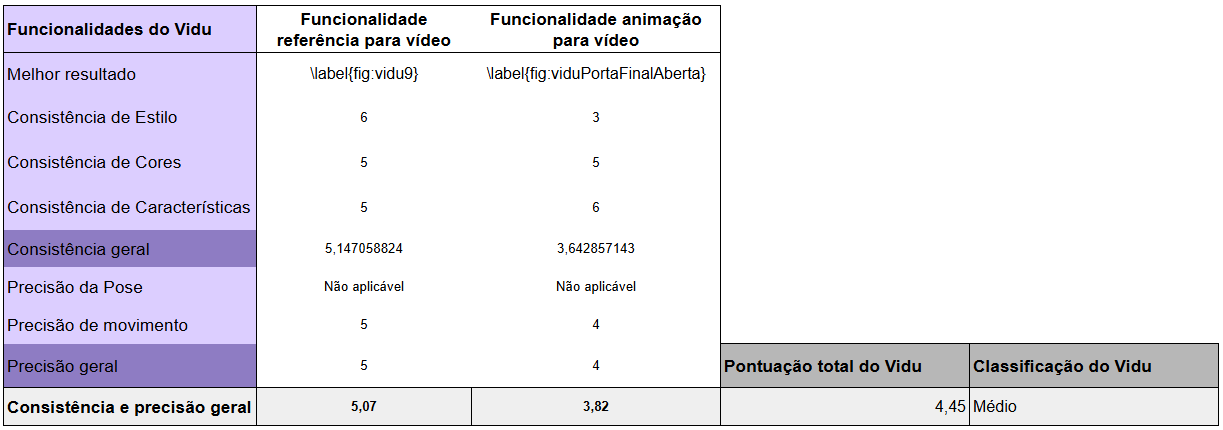 Funcionalidades do Vidu
Funcionalidade
referência para vídeo
Funcionalidade animação
para vídeo
Melhor resultado
\label{fig:vidu9}
\label{fig:viduPortaFinalAberta}
Consistência de Estilo
6
3
Consistência de Cores
5
5
Consistência de Características
5
6
Consistência geral
5,147058824
3,642857143
Precisão da Pose
Não aplicável
Não aplicável
Precisão de movimento
5
4
Precisão geral
5
4
Pontuação total do Vidu
Classificação do Vidu
Consistência e precisão geral
5,07
3,82
4,45
Médio